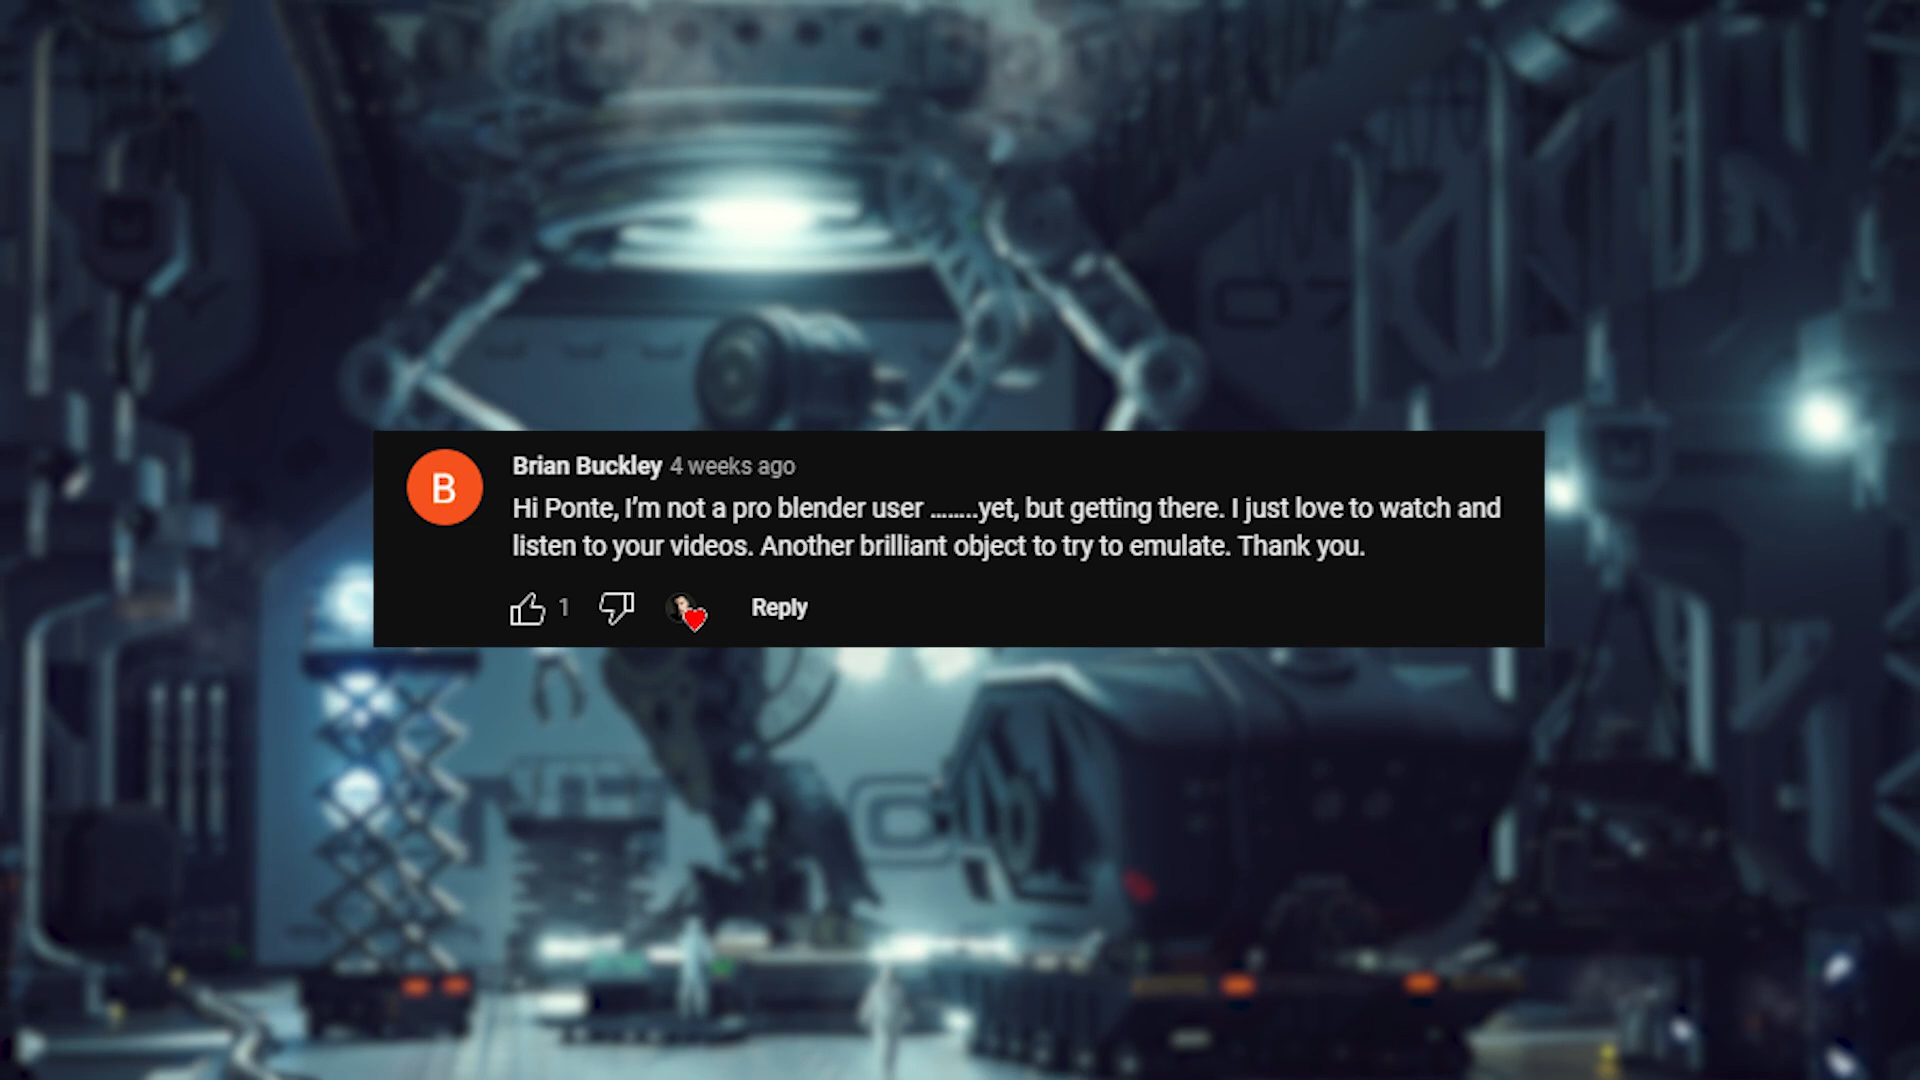 07
B
Brian Buckley 4 weeks ago
Hi Ponte, I’m not a pro blender user ........yet, but getting there. I just love to watch and
listen to your videos. Another brilliant object to try to emulate. Thank you.
1
Reply